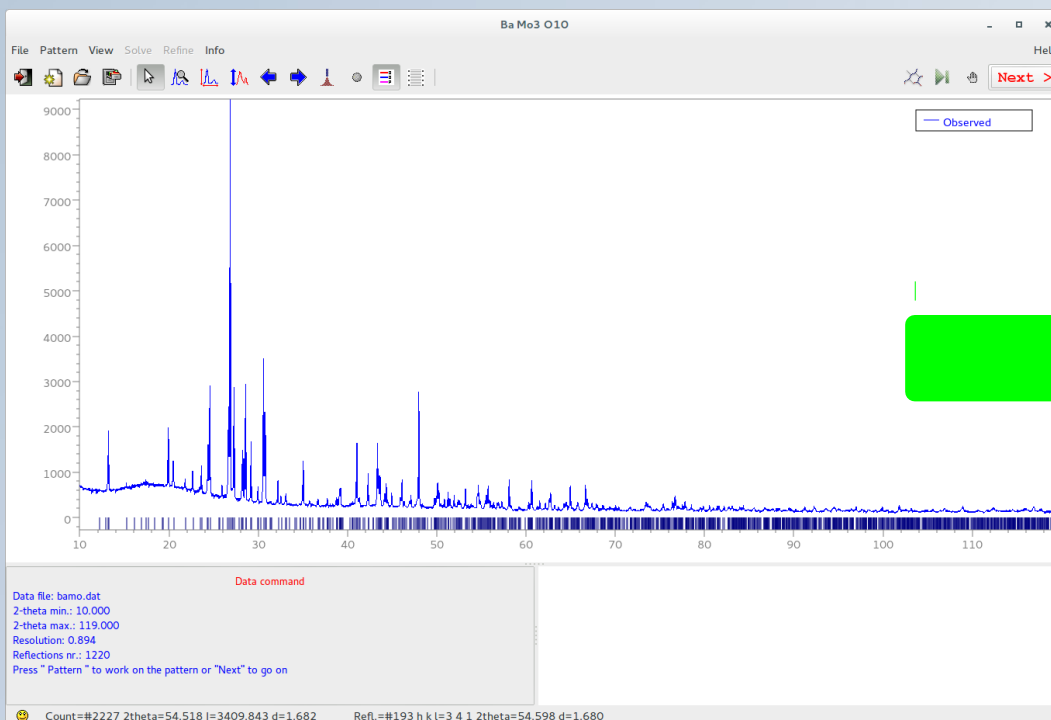 Ba Mo3 O10
File Pattern View Solve Refine Info Hel
Next >
9000
8000
7000
6000
5000
4000
3000
2000
1000
0
Observed
10 20 30 40 50 60 70 80 90 100 110
Data command
Data file: bamo.dat
2-theta min.: 10.000
2-theta max.: 119.000
Resolution: 0.894
Reflections nr.: 1220
Press " Pattern " to work on the pattern or "Next" to go on
Count=#2227 2theta=54.518 I=3409.843 d=1.682 Refl.=#193 h k l=3 4 1 2theta=54.598 d=1.680